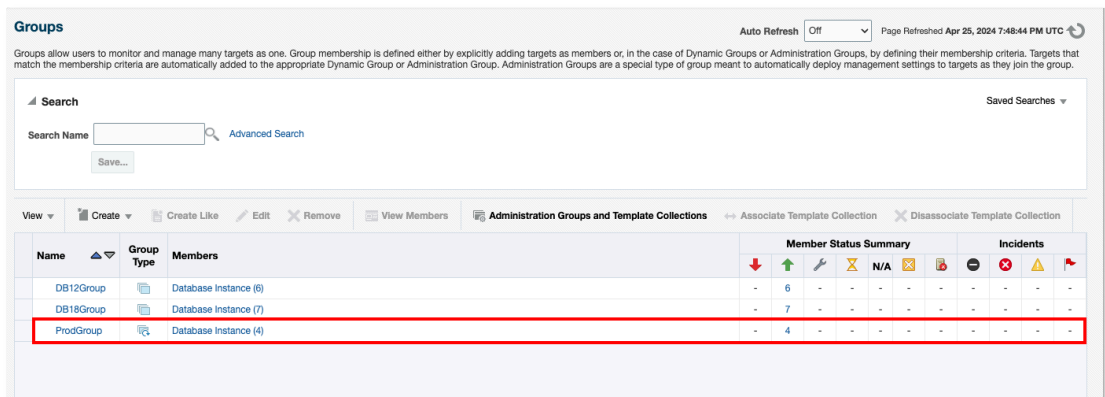 Groups
Auto Refresh Off Page Refreshed Apr 25, 2024 7:48:44 PM UTC
Groups allow users to monitor and manage many targets as one. Group membership is defined either by explicitly adding targets as members or, in the case of Dynamic Groups or Administration Groups, by defining their membership criteria. Targets that
match the membership criteria are automatically added to the appropriate Dynamic Group or Administration Group. Administration Groups are a special type of group meant to automatically deploy management settings to targets as they join the group.
Search
Saved Searches
Search Name Advanced Search
Save...
View Create Create Like Edit Remove View Members Administration Groups and Template Collections Associate Template Collection Disassociate Template Collection
Name Group Type Members Member Status Summary Incidents
N/A
DB12Group Database Instance (6) - 6 - - - - - - - - -
DB18Group Database Instance (7) - 7 - - - - - - - - -
ProdGroup Database Instance (4) - 4 - - - - - - - - -